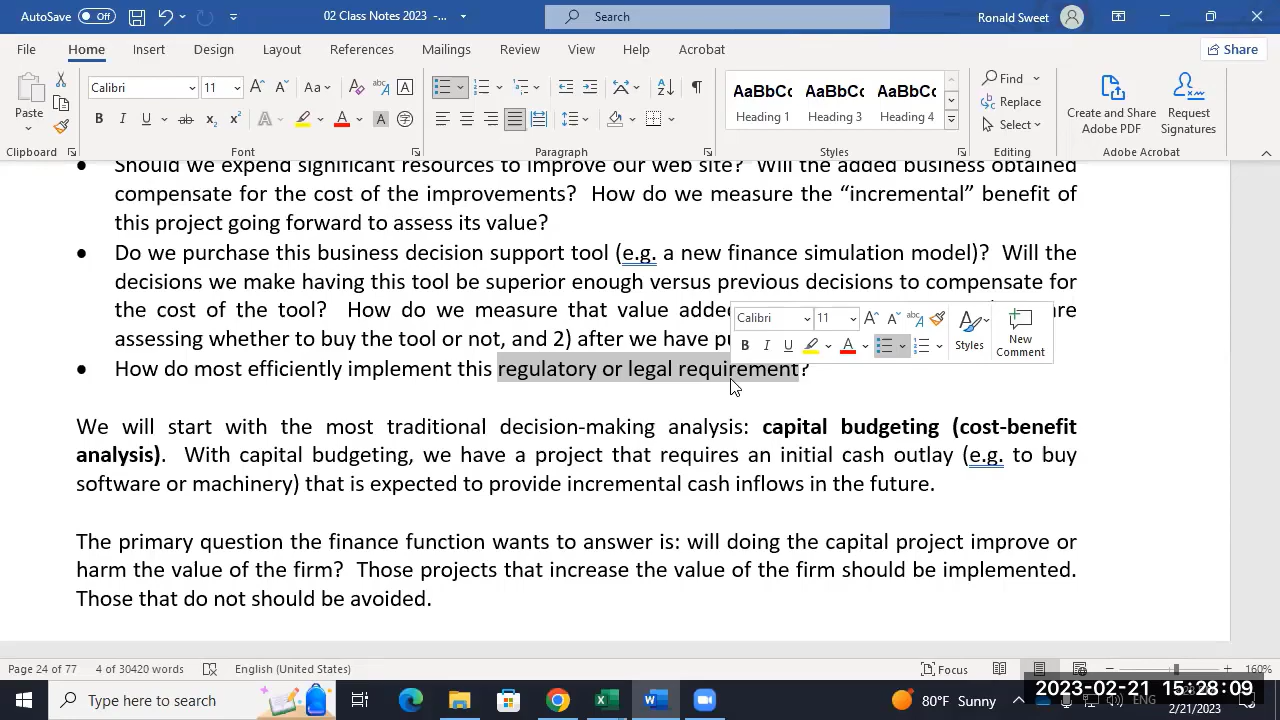 AutoSave Off 02 Class Notes 2023 -... Search Ronald Sweet
File Home Insert Design Layout References Mailings Review View Help Acrobat Share
Paste Calibri 11 Aa Find Replace Select AaBbCc AaBbCc AaBbCc
Heading 1 Heading 3 Heading 4 Create and Share Adobe PDF Request Signatures
Clipboard Font Paragraph Styles Editing Adobe Acrobat
• Should we expend significant resources to improve our web site? Will the added business obtained
compensate for the cost of the improvements? How do we measure the “incremental” benefit of
this project going forward to assess its value?
• Do we purchase this business decision support tool (e.g. a new finance simulation model)? Will the
decisions we make having this tool be superior enough versus previous decisions to compensate for
the cost of the tool? How do we measure that value added are
assessing whether to buy the tool or not, and 2) after we have
Calibri 11
Styles New Comment
• How do most efficiently implement this regulatory or legal requirement?
We will start with the most traditional decision-making analysis: capital budgeting (cost-benefit
analysis). With capital budgeting, we have a project that requires an initial cash outlay (e.g. to buy
software or machinery) that is expected to provide incremental cash inflows in the future.
The primary question the finance function wants to answer is: will doing the capital project improve or
harm the value of the firm? Those projects that increase the value of the firm should be implemented.
Those that do not should be avoided.
Page 24 of 77 4 of 30420 words English (United States) Focus 160%
Type here to search 80°F Sunny ENG 2023-02-21 15:28:09
2/21/2023